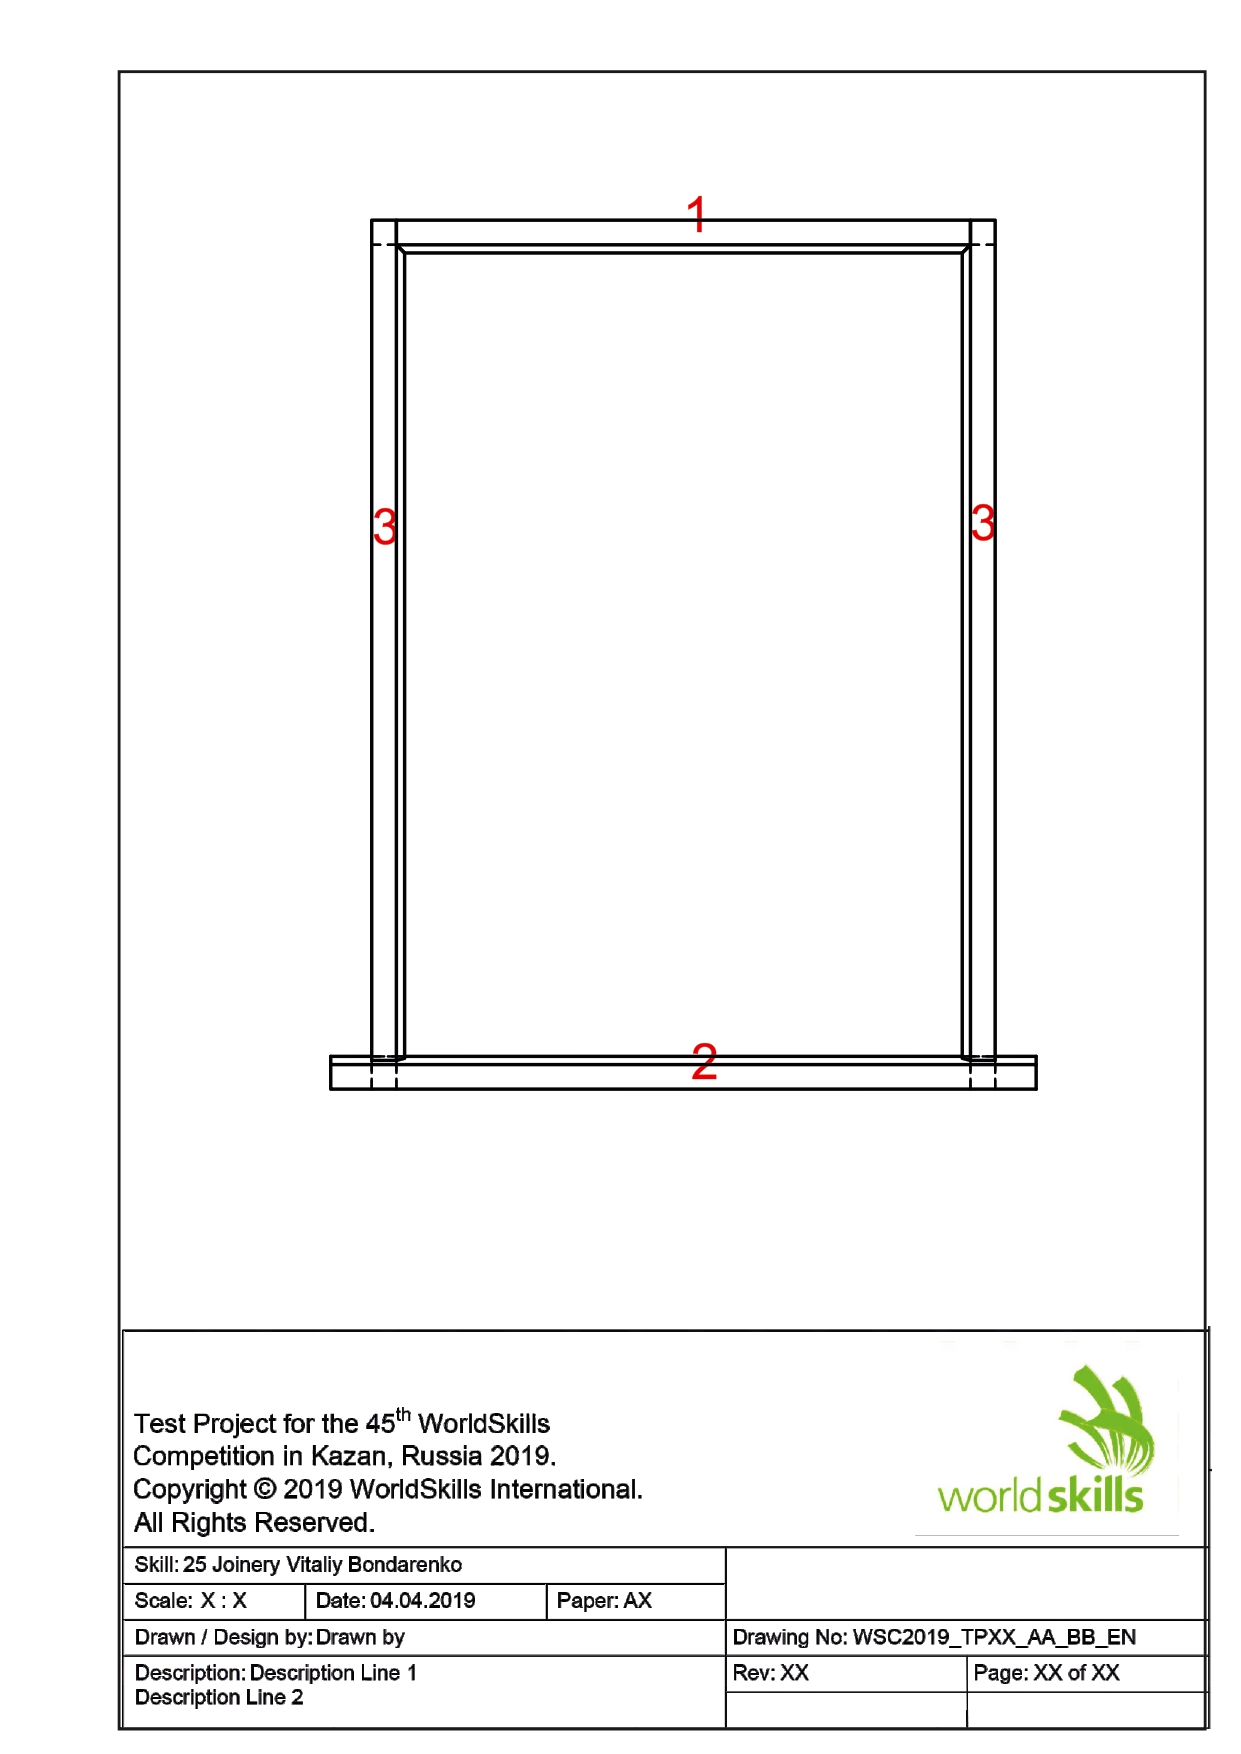 1
3 3
2
Test Project for the 45th WorldSkills
Competition in Kazan, Russia 2019.
Copyright © 2019 WorldSkills International.
All Rights Reserved.
worldskills
Skill: 25 Joinery Vitaliy Bondarenko
Scale: X : X Date: 04.04.2019 Paper: AX
Drawn / Design by: Drawn by Drawing No: WSC2019_TPXX_AA_BB_EN
Description: Description Line 1 Rev: XX Page: XX of XX
Description Line 2